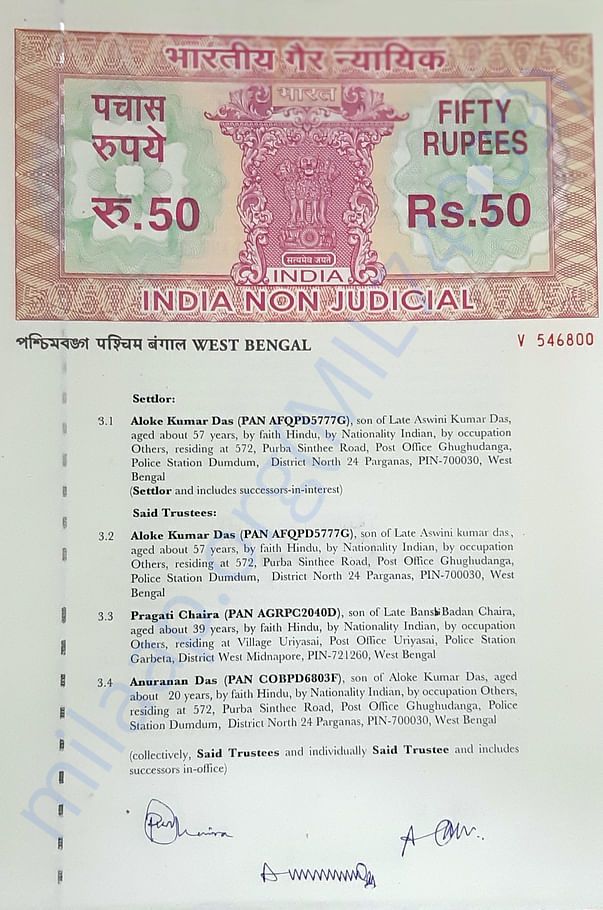 भारतीय गैर न्यायिक
भारत
पचास
रुपये
रु.50
FIFTY
RUPEES
Rs.50
सत्यमेव जयते
INDIA
INDIA NON JUDICIAL
পশ্চিমবঙ্গ पश्चिम बंगाल WEST BENGAL
V 546800
Settlor:
3.1 Aloke Kumar Das (PAN AFQPD5777G), son of Late Aswini Kumar Das,
aged about 57 years, by faith Hindu, by Nationality Indian, by occupation
Others, residing at 572, Purba Sinthee Road, Post Office Ghughudanga,
Police Station Dumdum, District North 24 Parganas, PIN-700030, West
Bengal
(Settlor and includes successors-in-interest)
Said Trustees:
3.2 Aloke Kumar Das (PAN AFQPD5777G), son of Late Aswini kumar das,
aged about 57 years, by faith Hindu, by Nationality Indian, by occupation
Others, residing at 572, Purba Sinthee Road, Post Office Ghughudanga,
Police Station Dumdum, District North 24 Parganas, PIN-700030, West
Bengal
3.3 Pragati Chaira (PAN AGRPC2040D), son of Late Bansi Badan Chaira,
aged about 39 years, by faith Hindu, by Nationality Indian, by occupation
Others, residing at Village Uriyasai, Post Office Uriyasai, Police Station
Garbeta, District West Midnapore, PIN-721260, West Bengal
3.4 Anuranan Das (PAN COBPD6803F), son of Aloke Kumar Das, aged
about 20 years, by faith Hindu, by Nationality Indian, by occupation Others,
residing at 572, Purba Sinthee Road, Post Office Ghughudanga, Police
Station Dumdum, District North 24 Parganas, PIN-700030, West Bengal
(collectively, Said Trustees and individually Said Trustee and includes
successors in-office)